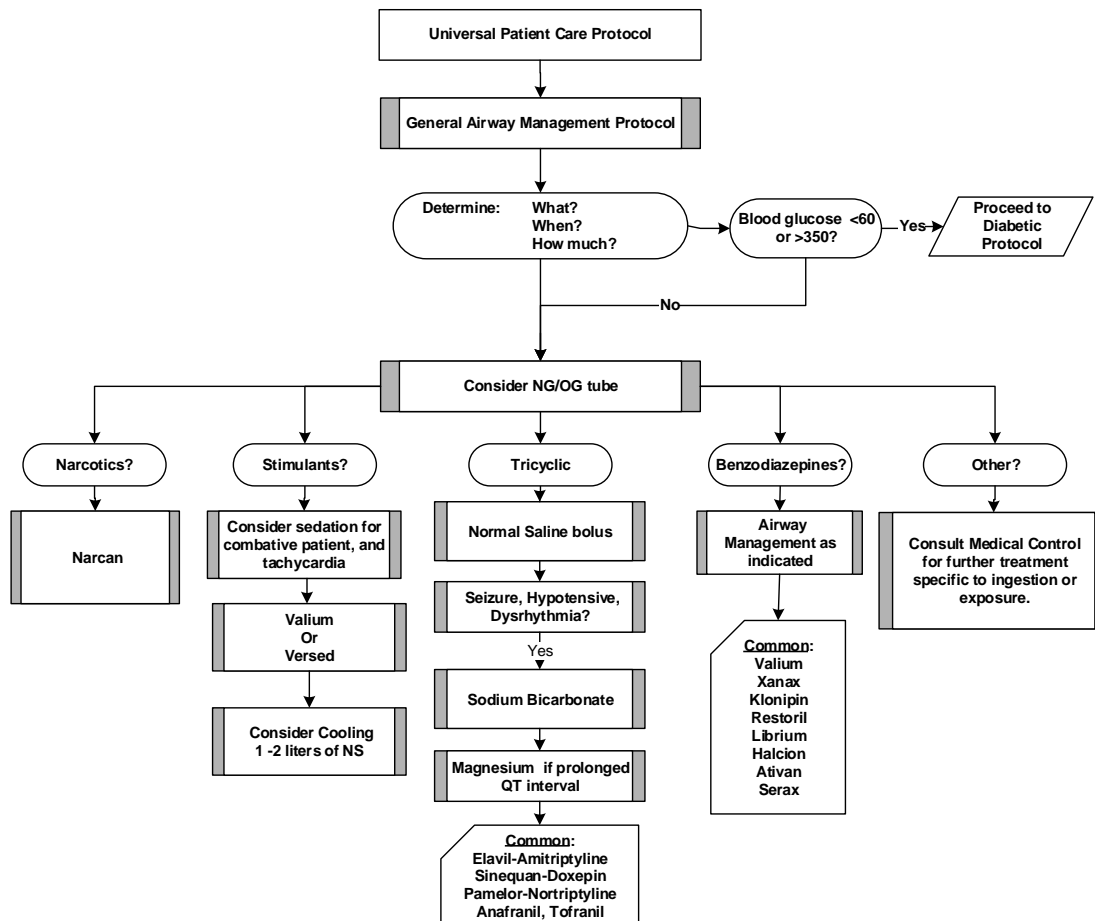 Universal Patient Care Protocol
General Airway Management Protocol
Determine: What?
When?
How much?
Blood glucose <60
or >350?
Yes
Proceed to
Diabetic
Protocol
No
Consider NG/OG tube
Narcotics?
Narcan
Stimulants?
Consider sedation for
combative patient, and
tachycardia
Valium
Or
Versed
Consider Cooling
1 -2 liters of NS
Tricyclic
Normal Saline bolus
Seizure, Hypotensive,
Dysrhythmia?
Yes
Sodium Bicarbonate
Magnesium if prolonged
QT interval
Common:
Elavil-Amitriptyline
Sinequan-Doxepin
Pamelor-Nortriptyline
Anafranil, Tofranil
Benzodiazepines?
Airway
Management as
indicated
Common:
Valium
Xanax
Klonipin
Restoril
Librium
Halcion
Ativan
Serax
Other?
Consult Medical Control
for further treatment
specific to ingestion or
exposure.